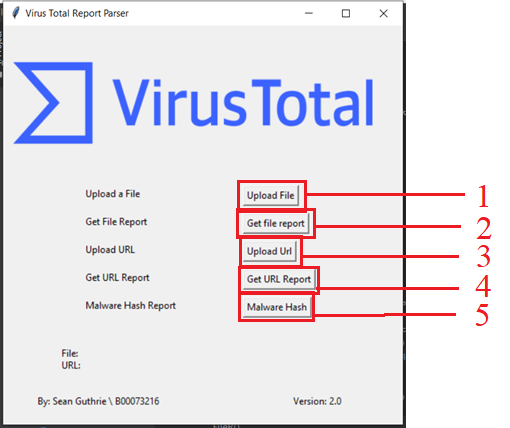 Virus Total Report Parser
VirusTotal
Upload a File Upload File 1
Get File Report Get file report 2
Upload URL Upload Url 3
Get URL Report Get URL Report 4
Malware Hash Report Malware Hash 5
File:
URL:
By: Sean Guthrie \ B00073216 Version: 2.0